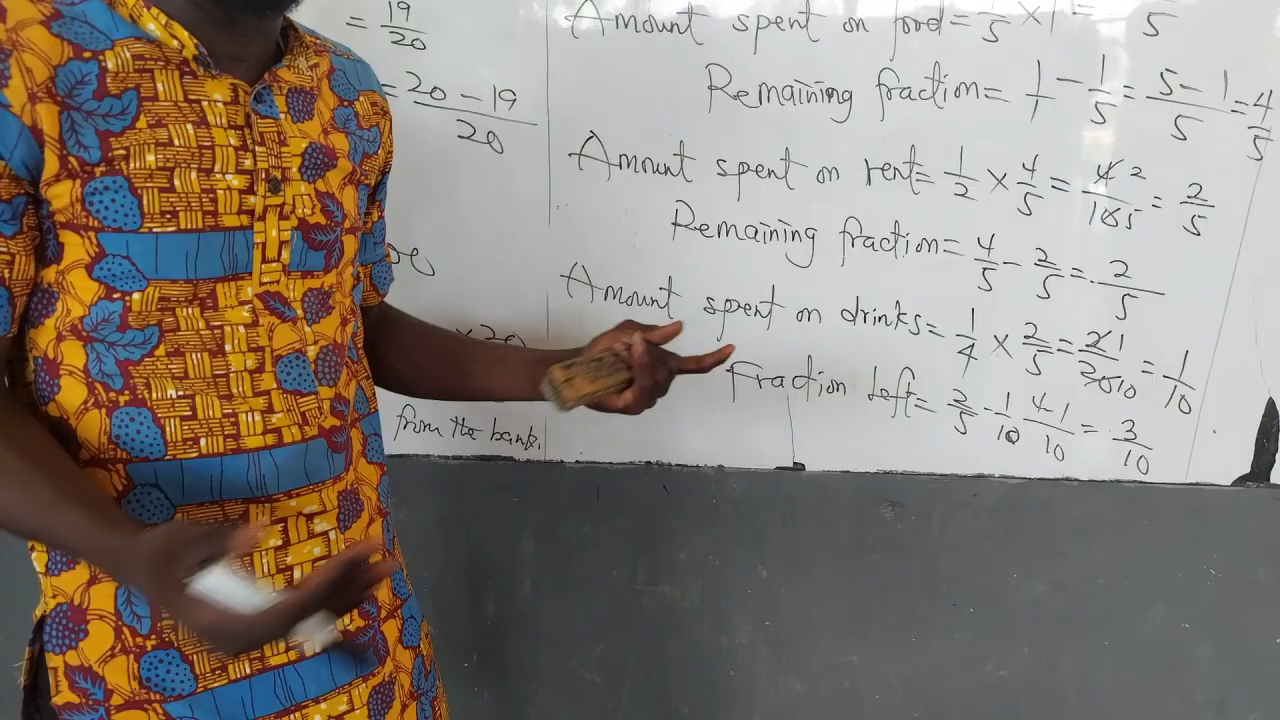 = 19/20
= 20 - 19 / 20
from the bank.
Amount spent on food = 1/5 × 1 = /5
Remaining fraction = 1/1 - 1/5 = 5 - 1 / 5 = 4/5
Amount spent on rent = 1/2 × 4/5 = 4 2 / 10 5 = 2/5
Remaining fraction = 4/5 - 2/5 = 2/5
Amount spent on drinks = 1/4 × 2/5 = 2 1 / 20 10 = 1/10
Fraction left = 2/5 - 1/10 4 - 1 / 10 = 3/10